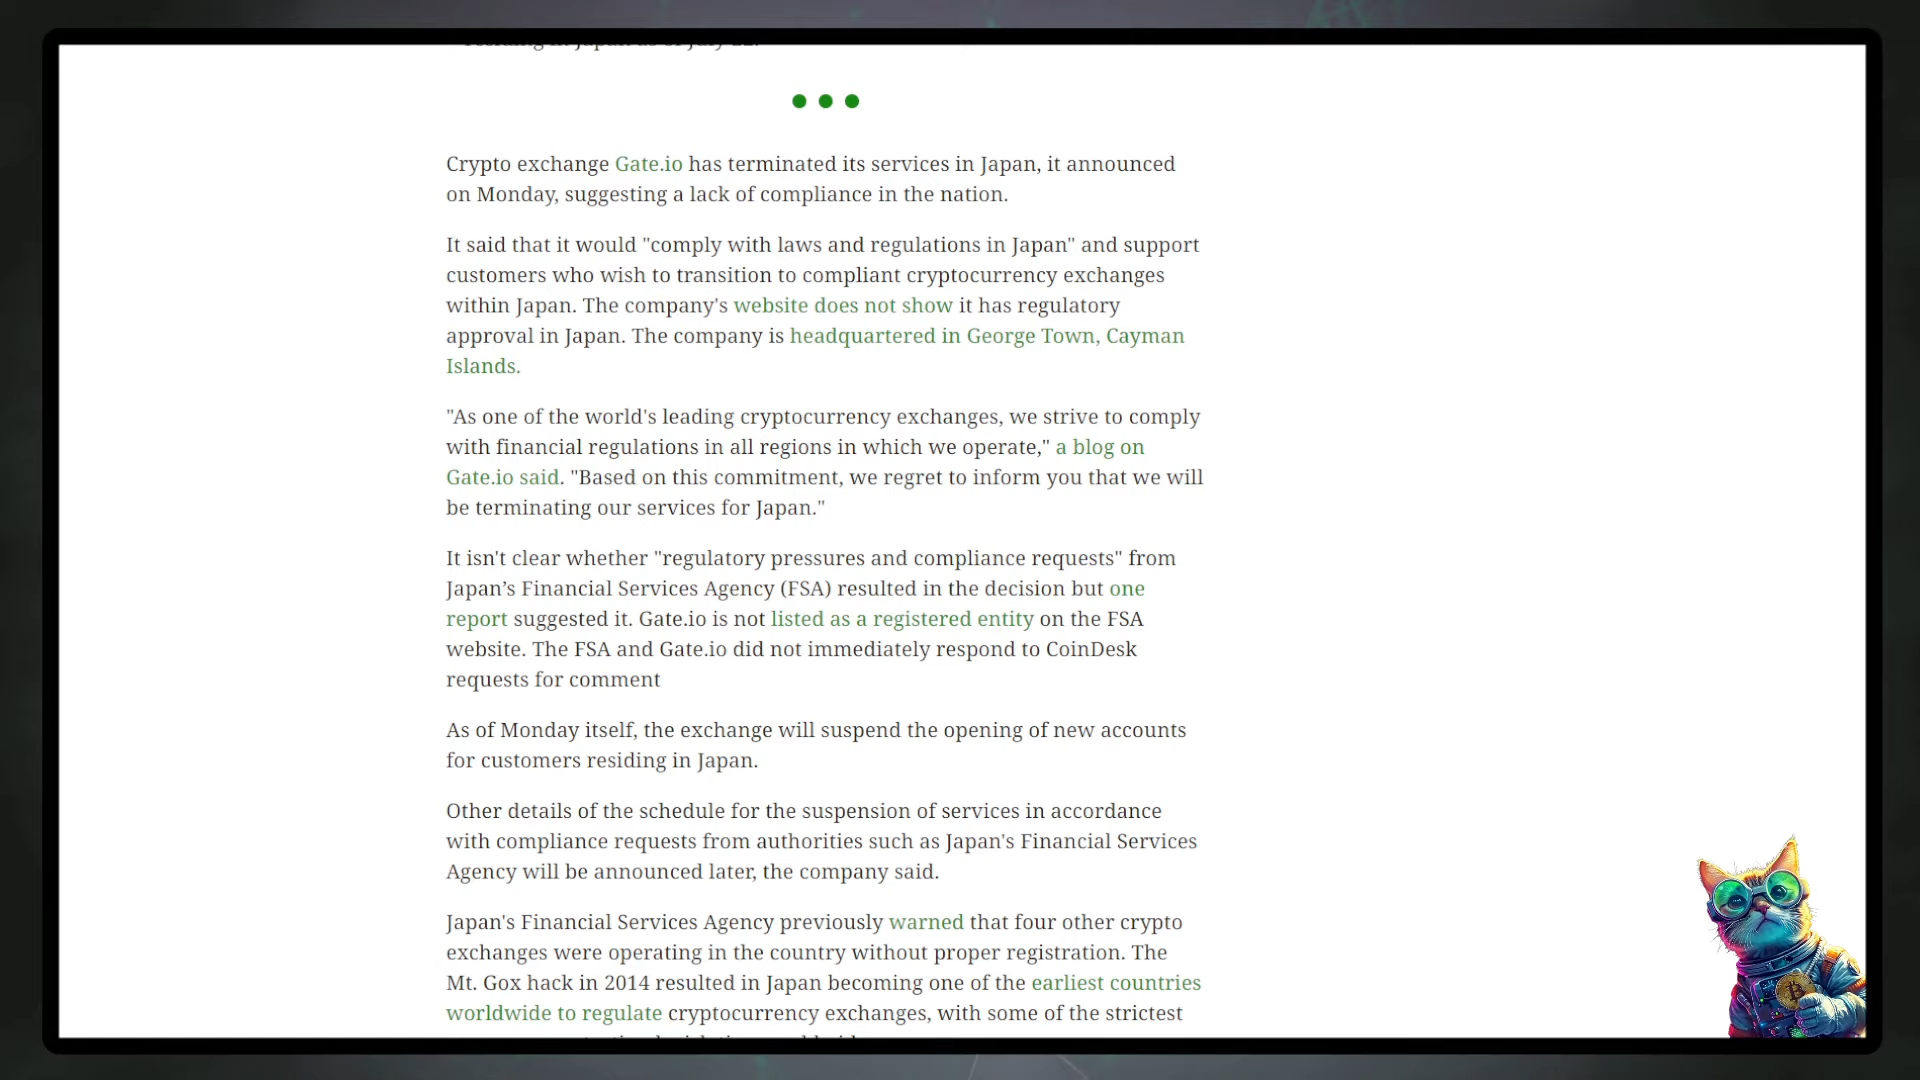 Crypto exchange Gate.io has terminated its services in Japan, it announced
on Monday, suggesting a lack of compliance in the nation.
It said that it would "comply with laws and regulations in Japan" and support
customers who wish to transition to compliant cryptocurrency exchanges
within Japan. The company's website does not show it has regulatory
approval in Japan. The company is headquartered in George Town, Cayman
Islands.
"As one of the world's leading cryptocurrency exchanges, we strive to comply
with financial regulations in all regions in which we operate," a blog on
Gate.io said. "Based on this commitment, we regret to inform you that we will
be terminating our services for Japan."
It isn't clear whether "regulatory pressures and compliance requests" from
Japan’s Financial Services Agency (FSA) resulted in the decision but one
report suggested it. Gate.io is not listed as a registered entity on the FSA
website. The FSA and Gate.io did not immediately respond to CoinDesk
requests for comment
As of Monday itself, the exchange will suspend the opening of new accounts
for customers residing in Japan.
Other details of the schedule for the suspension of services in accordance
with compliance requests from authorities such as Japan's Financial Services
Agency will be announced later, the company said.
Japan's Financial Services Agency previously warned that four other crypto
exchanges were operating in the country without proper registration. The
Mt. Gox hack in 2014 resulted in Japan becoming one of the earliest countries
worldwide to regulate cryptocurrency exchanges, with some of the strictest